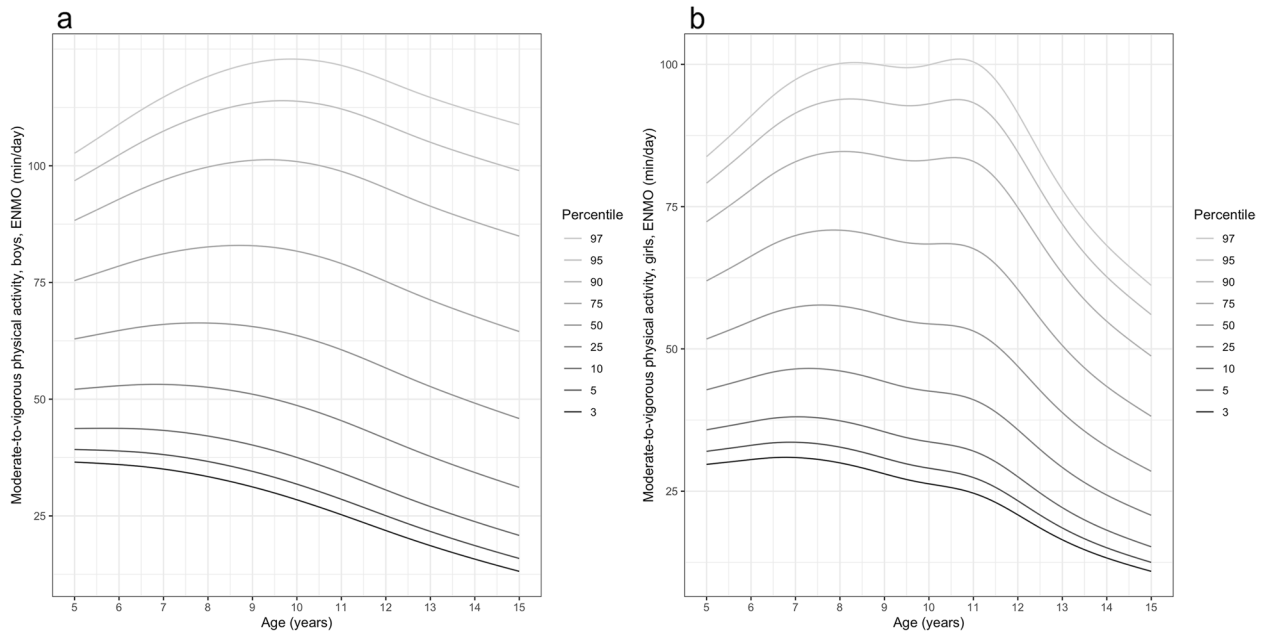 a
Moderate-to-vigorous physical activity, boys, ENMO (min/day)
100
75
50
25
5 6 7 8 9 10 11 12 13 14 15
Age (years)
Percentile
97
95
90
75
50
25
10
5
3
b
Moderate-to-vigorous physical activity, girls, ENMO (min/day)
100
75
50
25
5 6 7 8 9 10 11 12 13 14 15
Age (years)
Percentile
97
95
90
75
50
25
10
5
3